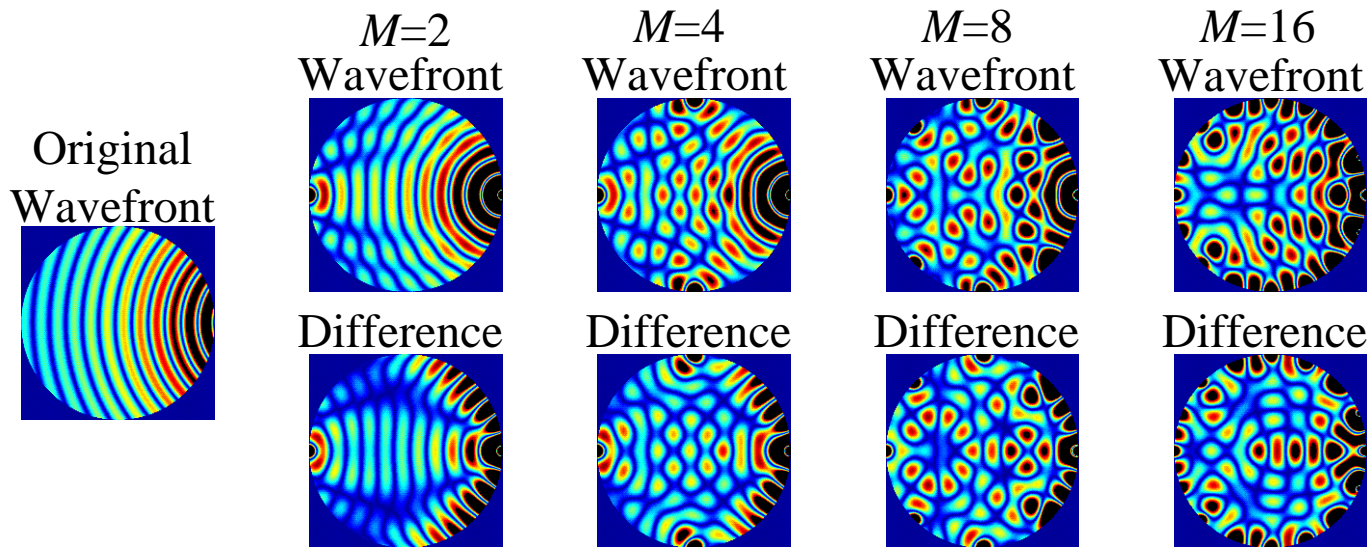 Original
Wavefront
M=2
Wavefront
Difference
M=4
Wavefront
Difference
M=8
Wavefront
Difference
M=16
Wavefront
Difference